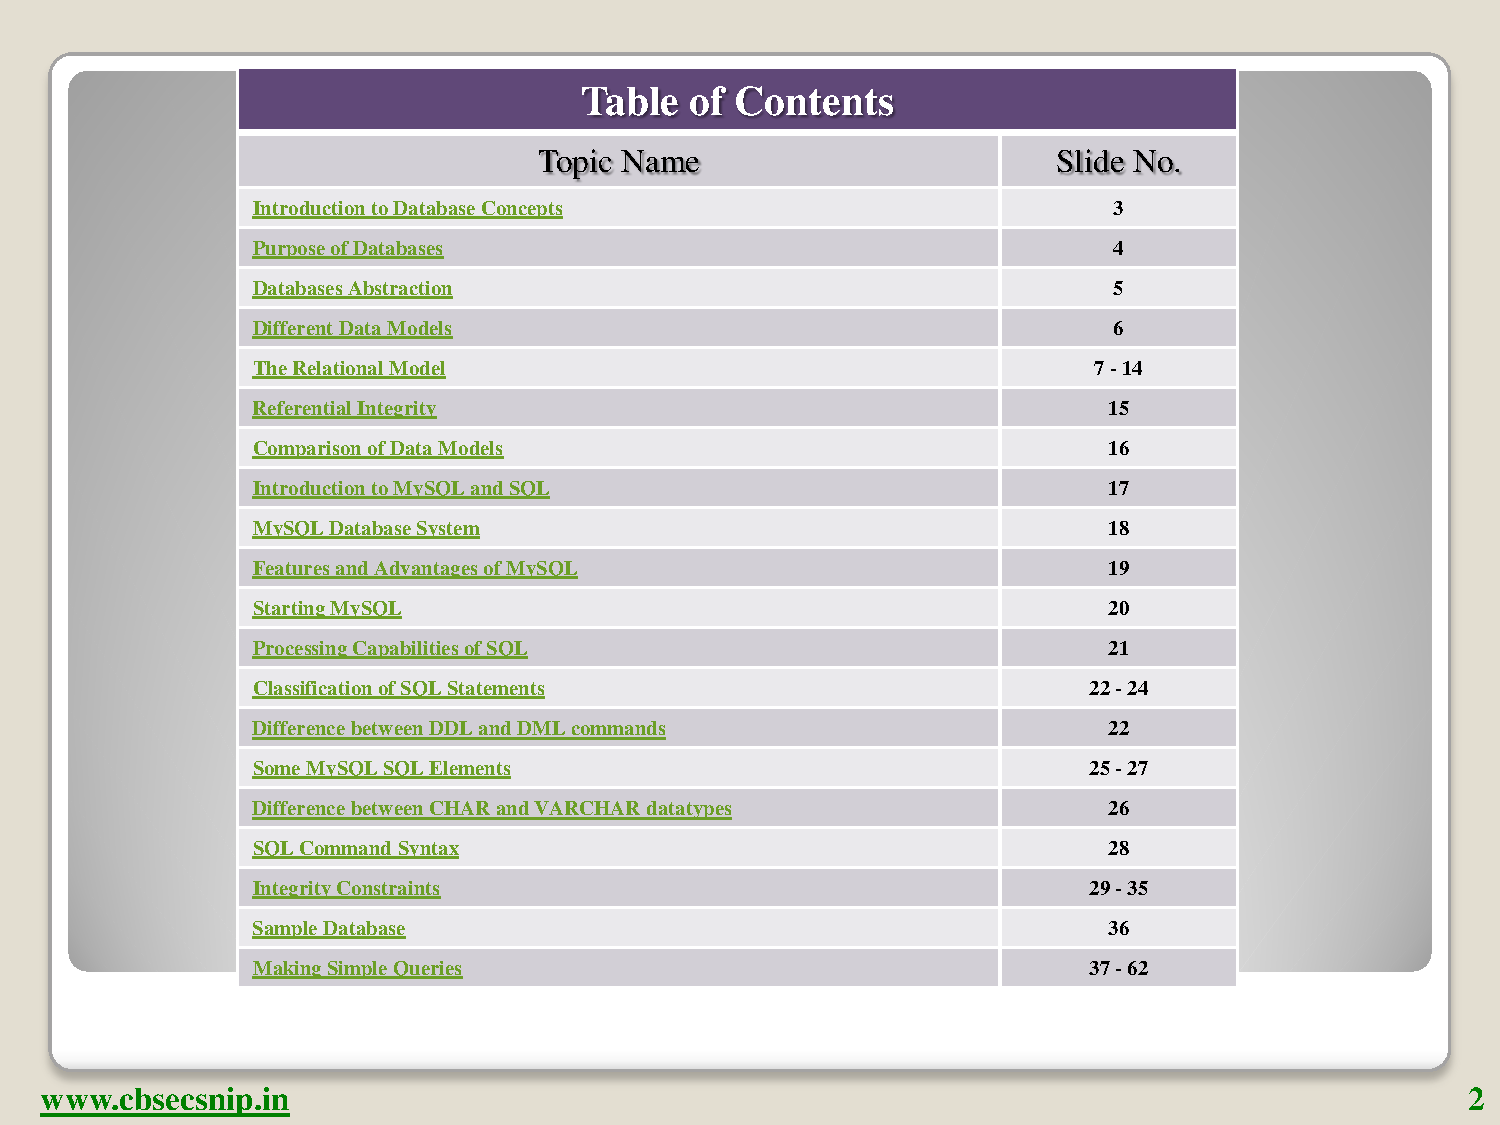 Table of Contents
Topic Name Slide No.
Introduction to Database Concepts 3
Purpose of Databases 4
Databases Abstraction 5
Different Data Models 6
The Relational Model 7 - 14
Referential Integrity 15
Comparison of Data Models 16
Introduction to MySQL and SQL 17
MySQL Database System 18
Features and Advantages of MySQL 19
Starting MySQL 20
Processing Capabilities of SQL 21
Classification of SQL Statements 22 - 24
Difference between DDL and DML commands 22
Some MySQL SQL Elements 25 - 27
Difference between CHAR and VARCHAR datatypes 26
SQL Command Syntax 28
Integrity Constraints 29 - 35
Sample Database 36
Making Simple Queries 37 - 62
www.cbsecsnip.in 2